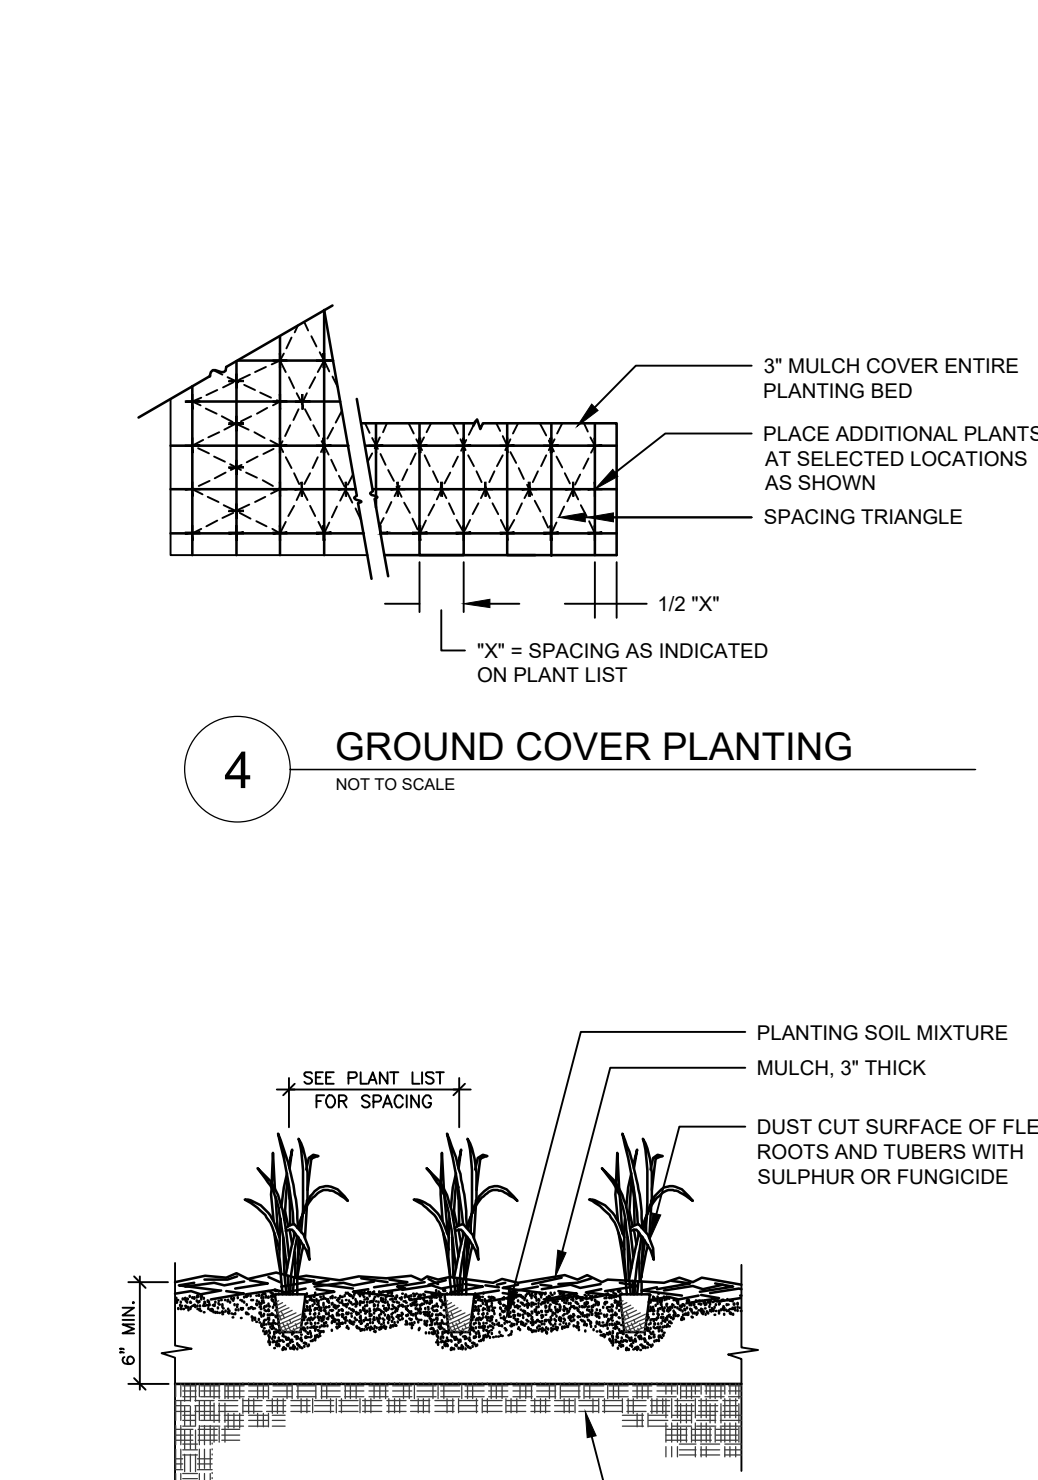 3" MULCH COVER ENTIRE
PLANTING BED
PLACE ADDITIONAL PLANTS
AT SELECTED LOCATIONS
AS SHOWN
SPACING TRIANGLE
1/2 "X"
"X" = SPACING AS INDICATED
ON PLANT LIST
4
GROUND COVER PLANTING
NOT TO SCALE
PLANTING SOIL MIXTURE
MULCH, 3" THICK
SEE PLANT LIST
FOR SPACING
DUST CUT SURFACE OF FLE
ROOTS AND TUBERS WITH
SULPHUR OR FUNGICIDE
6" MIN.